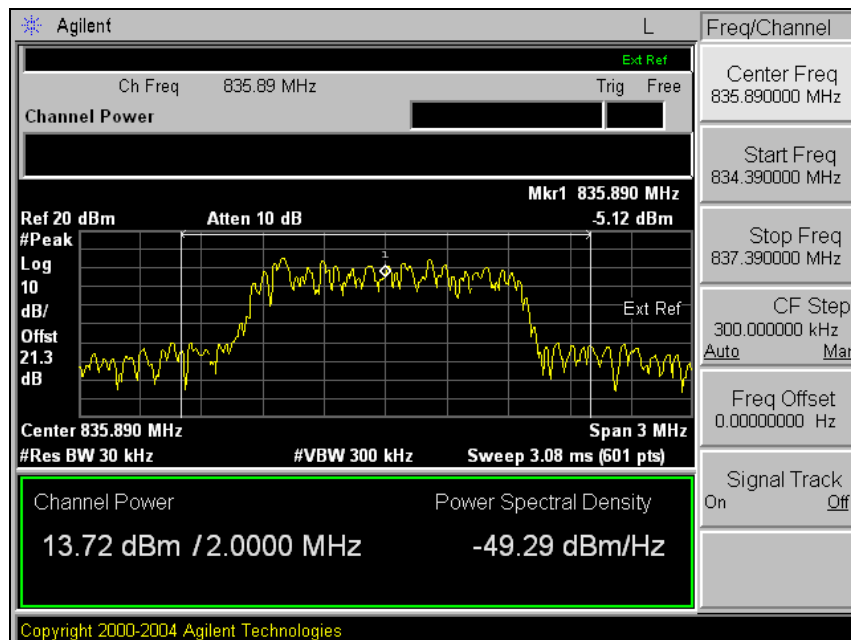 Agilent L Freq/Channel
Ext Ref
Ch Freq 835.89 MHz Trig Free
Channel Power
Center Freq
835.890000 MHz
Start Freq
834.390000 MHz
Mkr1 835.890 MHz
Ref 20 dBm Atten 10 dB -5.12 dBm
#Peak
Log
10
dB/
Offst
21.3
dB
1
Ext Ref
Stop Freq
837.390000 MHz
CF Step
300.000000 kHz
Auto Man
Center 835.890 MHz Span 3 MHz
#Res BW 30 kHz #VBW 300 kHz Sweep 3.08 ms (601 pts)
Freq Offset
0.00000000 Hz
Signal Track
On Off
Channel Power Power Spectral Density
13.72 dBm / 2.0000 MHz -49.29 dBm/Hz
Copyright 2000-2004 Agilent Technologies